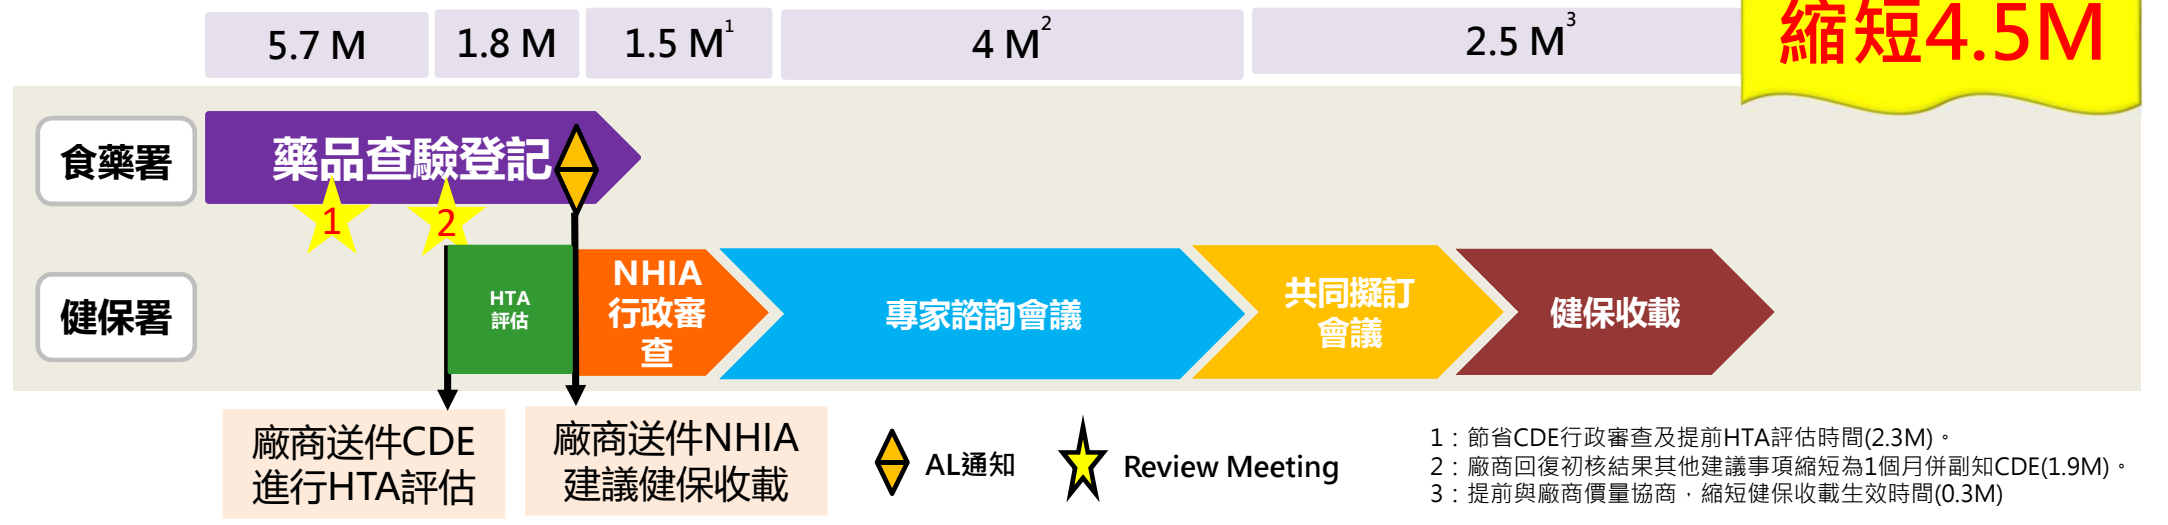 5.7 M
1.8 M
1.5 M1
4 M2
2.5 M3
縮短4.5M
食藥署
藥品查驗登記
1
2
健保署
HTA
評估
NHIA
行政審
查
專家諮詢會議
共同擬訂
會議
健保收載
廠商送件CDE
進行HTA評估
廠商送件NHIA
建議健保收載
AL通知
Review Meeting
1：節省CDE行政審查及提前HTA評估時間(2.3M)。
2：廠商回復初核結果其他建議事項縮短為1個月併副知CDE(1.9M)。
3：提前與廠商價量協商，縮短健保收載生效時間(0.3M)